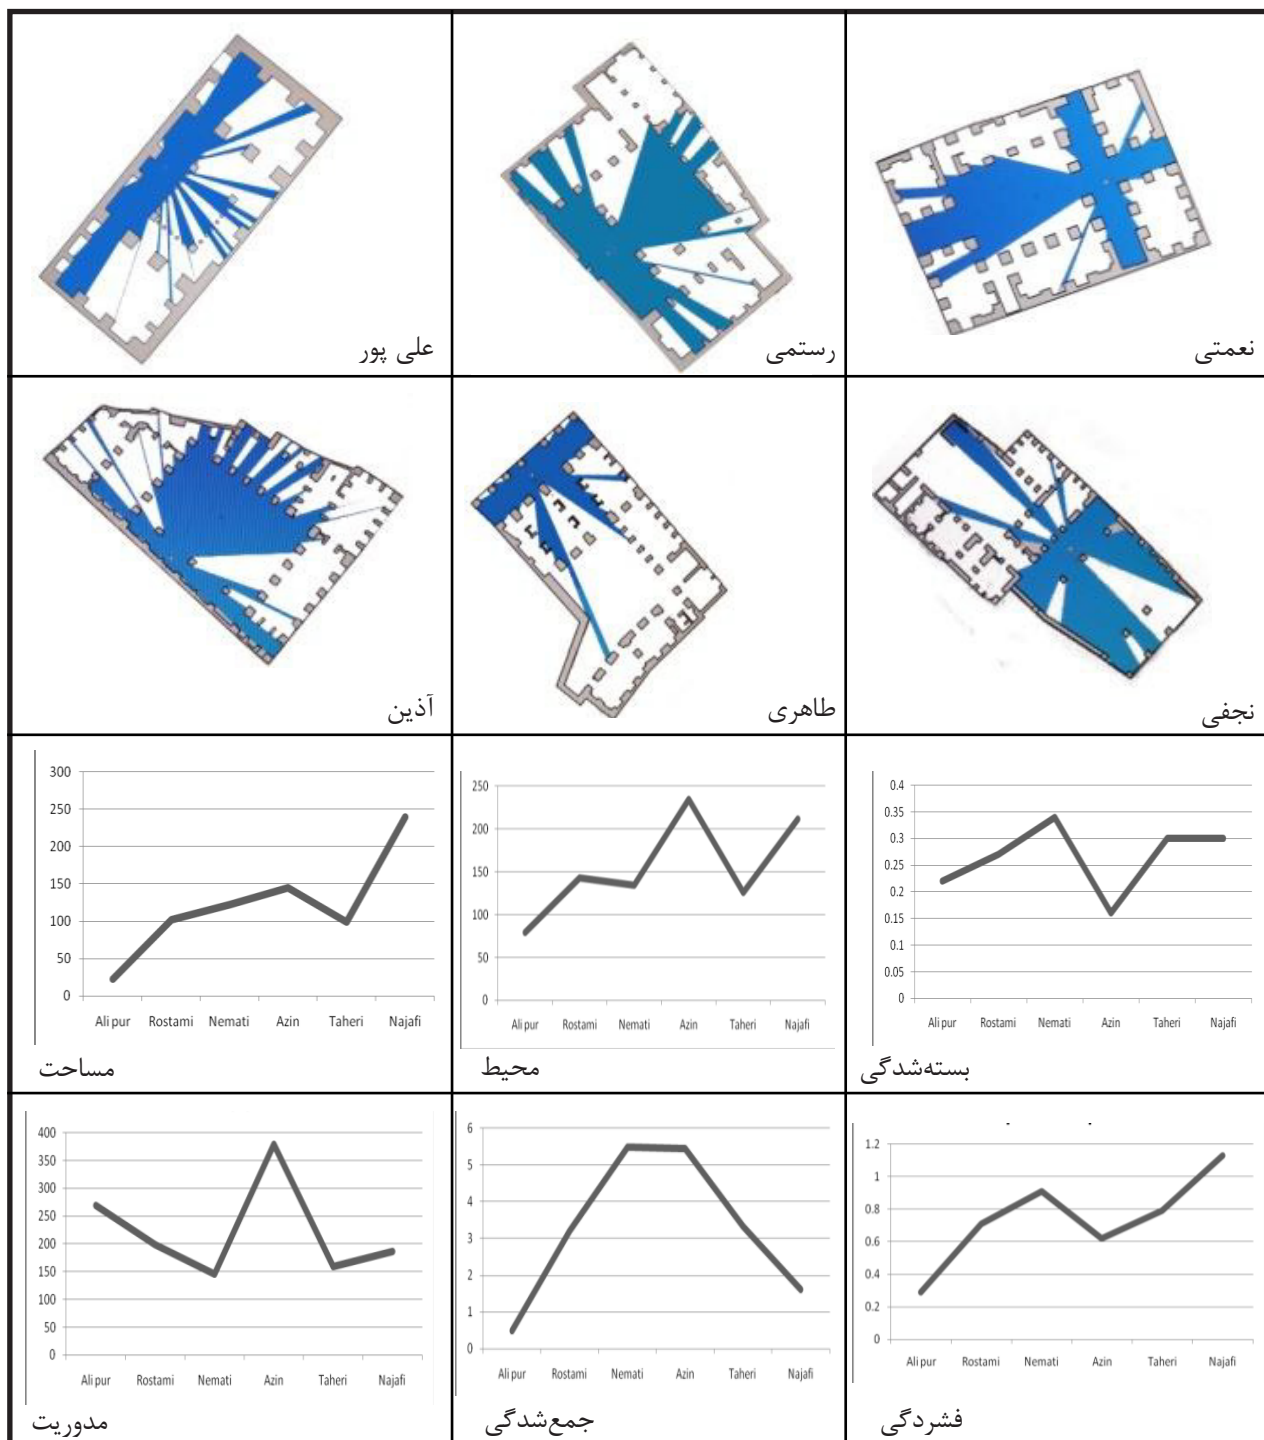 علی پور
رستمی
نعمتی
آذین
طاهری
نجفی
300
250
200
150
100
50
0
Ali pur Rostami Nemati Azin Taheri Najafi
مساحت
250
200
150
100
50
0
Ali pur Rostami Nemati Azin Taheri Najafi
محیط
0.4
0.35
0.3
0.25
0.2
0.15
0.1
0.05
0
Ali pur Rostami Nemati Azin Taheri Najafi
بسته‌شدگی
400
350
300
250
200
150
100
50
0
Ali pur Rostami Nemati Azin Taheri Najafi
مدوریت
6
5
4
3
2
1
0
Ali pur Rostami Nemati Azin Taheri Najafi
جمع‌شدگی
1.2
1
0.8
0.6
0.4
0.2
0
Ali pur Rostami Nemati Azin Taheri Najafi
فشردگی